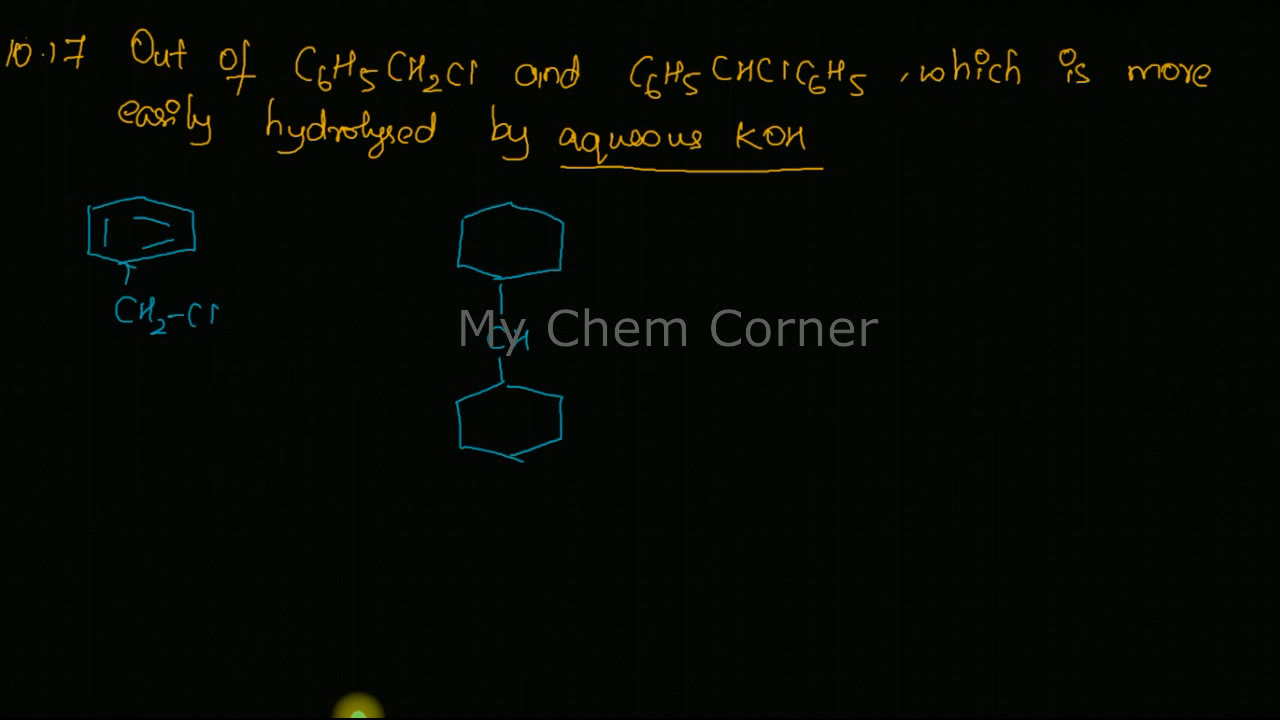 10.17 Out of C₆H₅CH₂Cl and C₆H₅CHClC₆H₅, which is more
easily hydrolysed by aqueous KOH
CH₂-Cl
CH
My Chem Corner